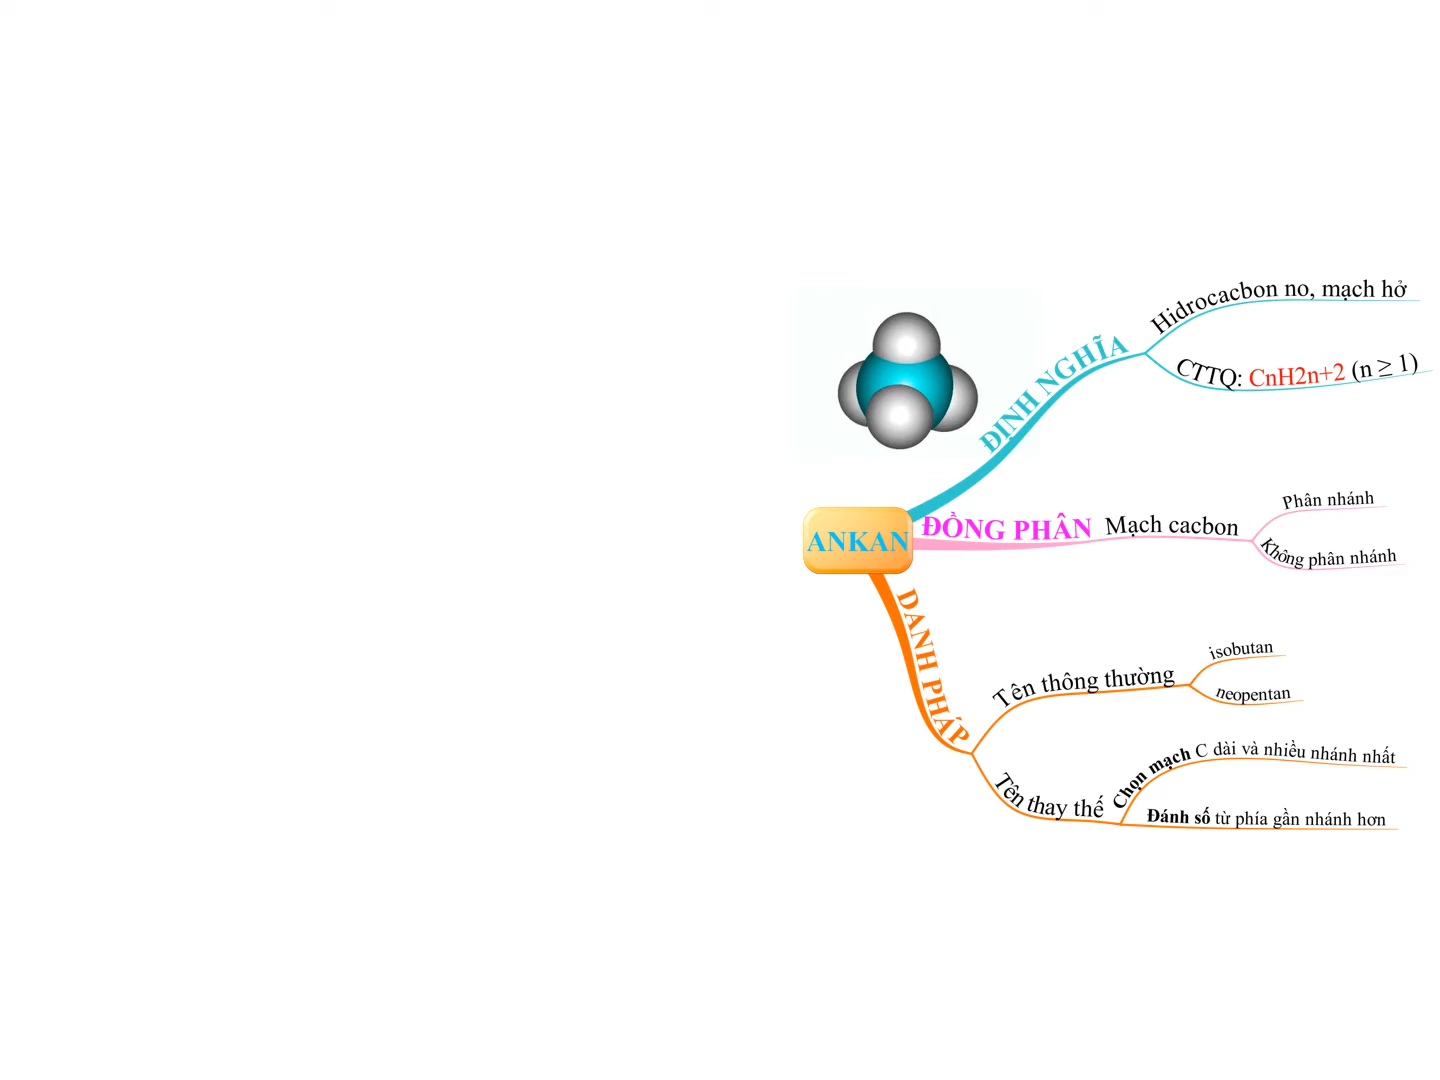 ANKAN
ĐỊNH NGHĨA
Hidrocacbon no, mạch hở
CTTQ: CnH2n+2 (n ≥ 1)
ĐỒNG PHÂN
Mạch cacbon
Phân nhánh
Không phân nhánh
DANH PHÁP
Tên thông thường
isobutan
neopentan
Tên thay thế
Chọn mạch C dài và nhiều nhánh nhất
Đánh số từ phía gần nhánh hơn